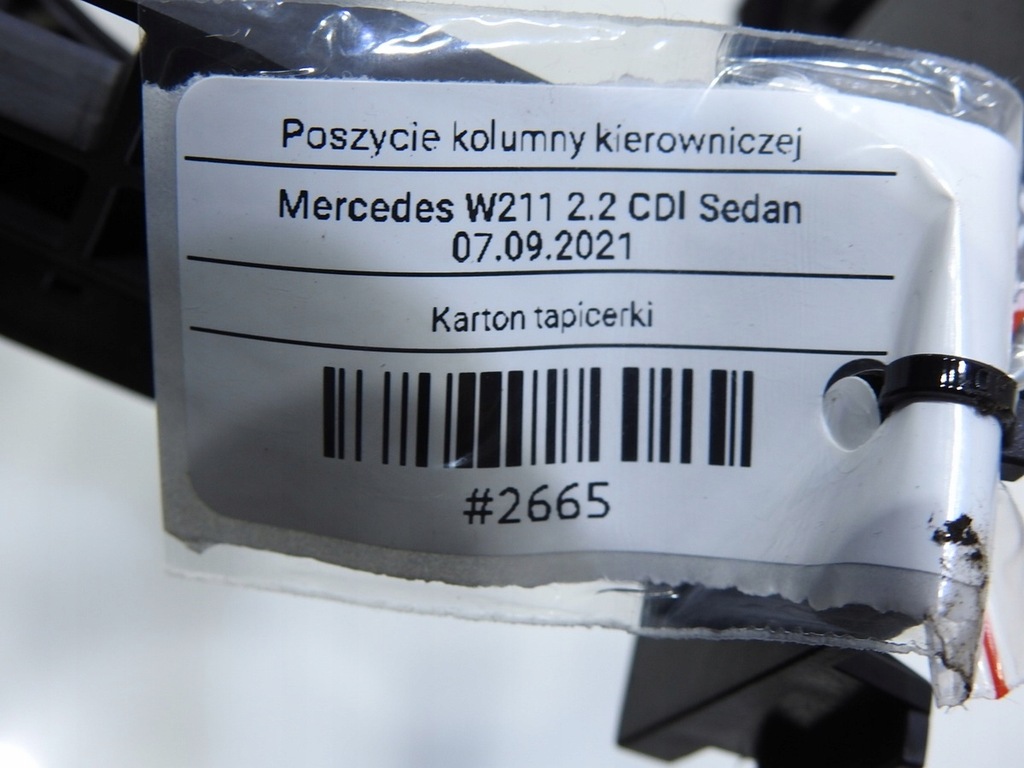 Poszycie kolumny kierowniczej
Mercedes W211 2.2 CDI Sedan
07.09.2021
Karton tapicerki
#2665